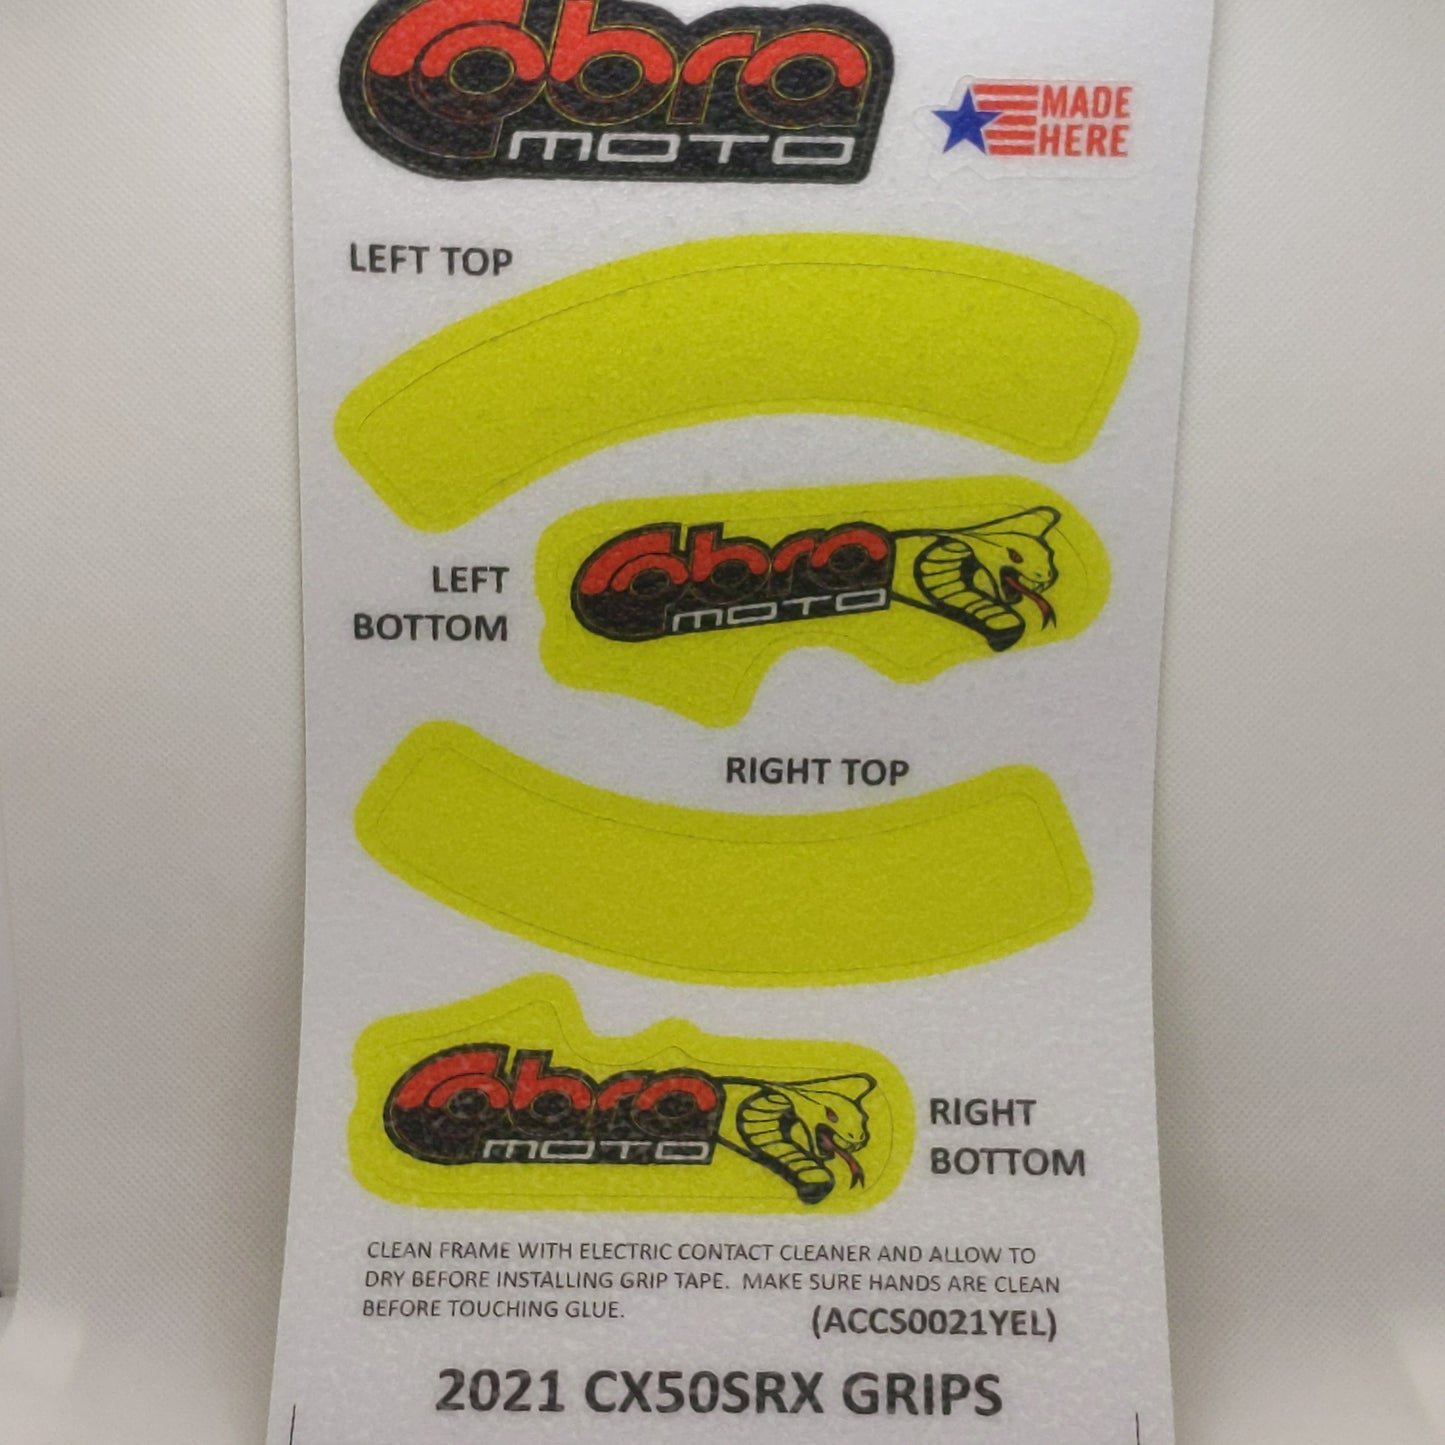 Cobra
MOTO
MADE
HERE
LEFT TOP
Cobra
MOTO
LEFT
BOTTOM
RIGHT TOP
Cobra
MOTO
RIGHT
BOTTOM
CLEAN FRAME WITH ELECTRIC CONTACT CLEANER AND ALLOW TO
DRY BEFORE INSTALLING GRIP TAPE. MAKE SURE HANDS ARE CLEAN
BEFORE TOUCHING GLUE.
(ACCS0021YEL)
2021 CX50SRX GRIPS